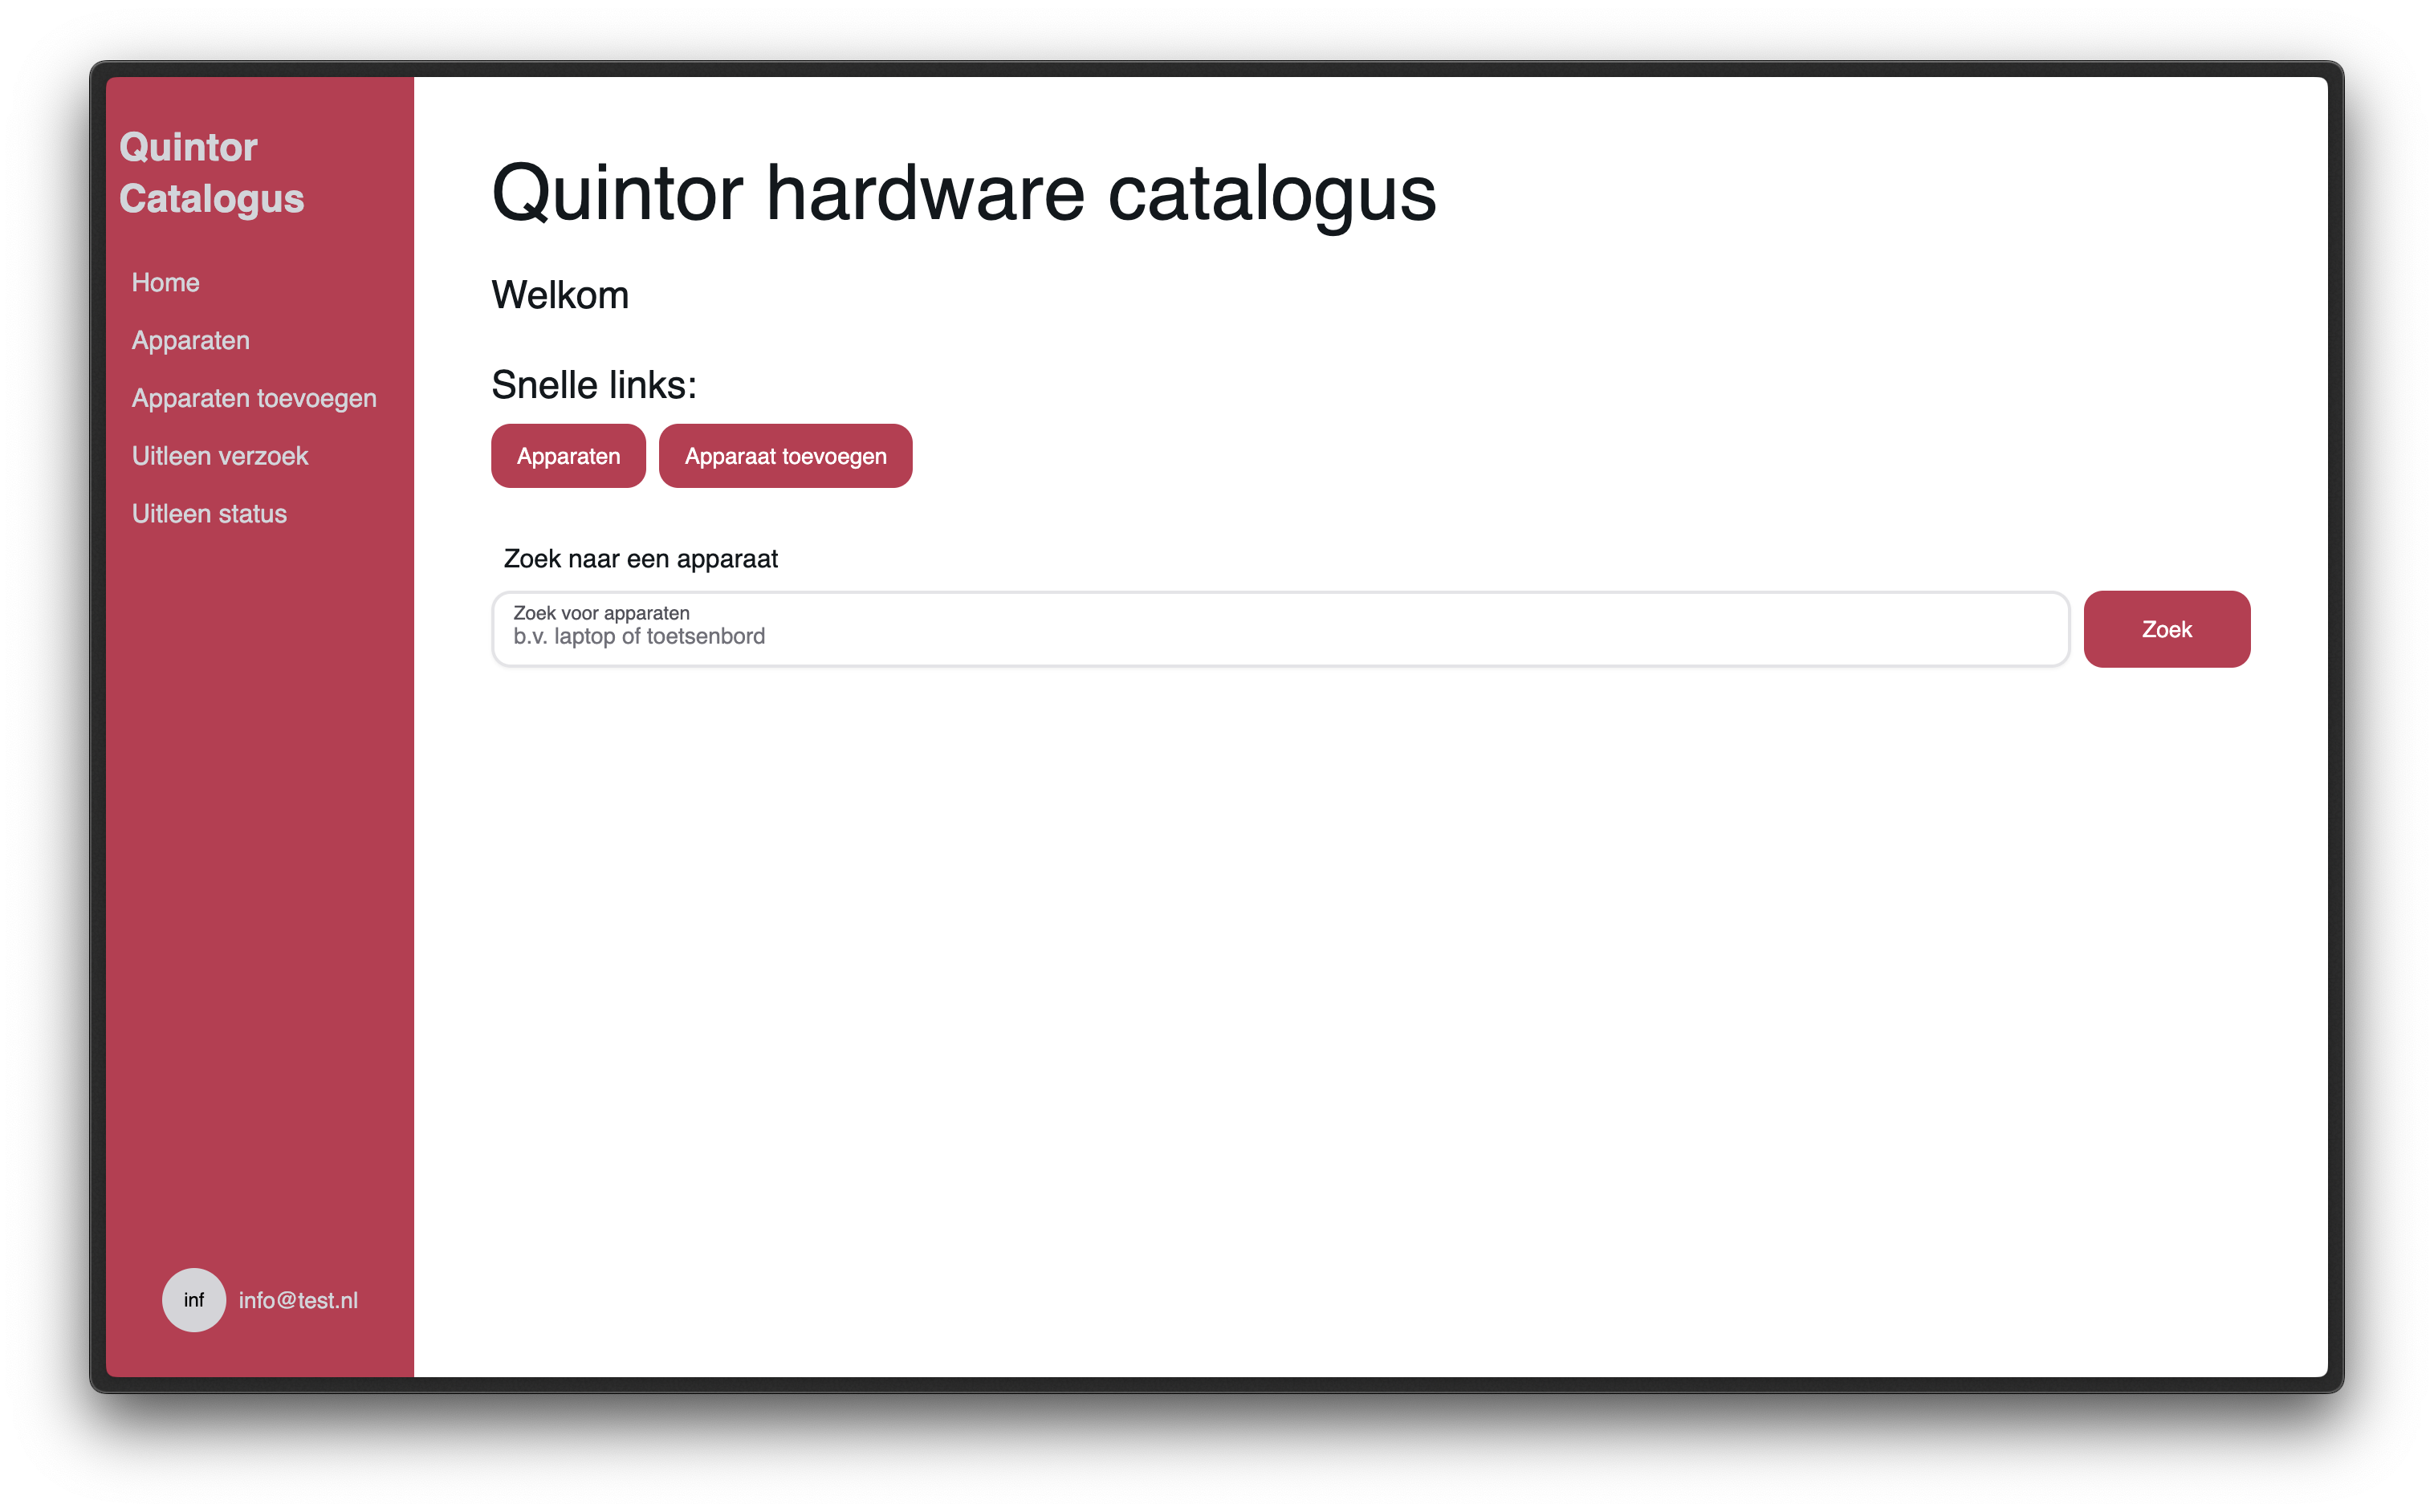 Quintor
Catalogus
Home
Apparaten
Apparaten toevoegen
Uitleen verzoek
Uitleen status
inf
info@test.nl
Quintor hardware catalogus
Welkom
Snelle links:
Apparaten
Apparaat toevoegen
Zoek naar een apparaat
Zoek voor apparaten
b.v. laptop of toetsenbord
Zoek